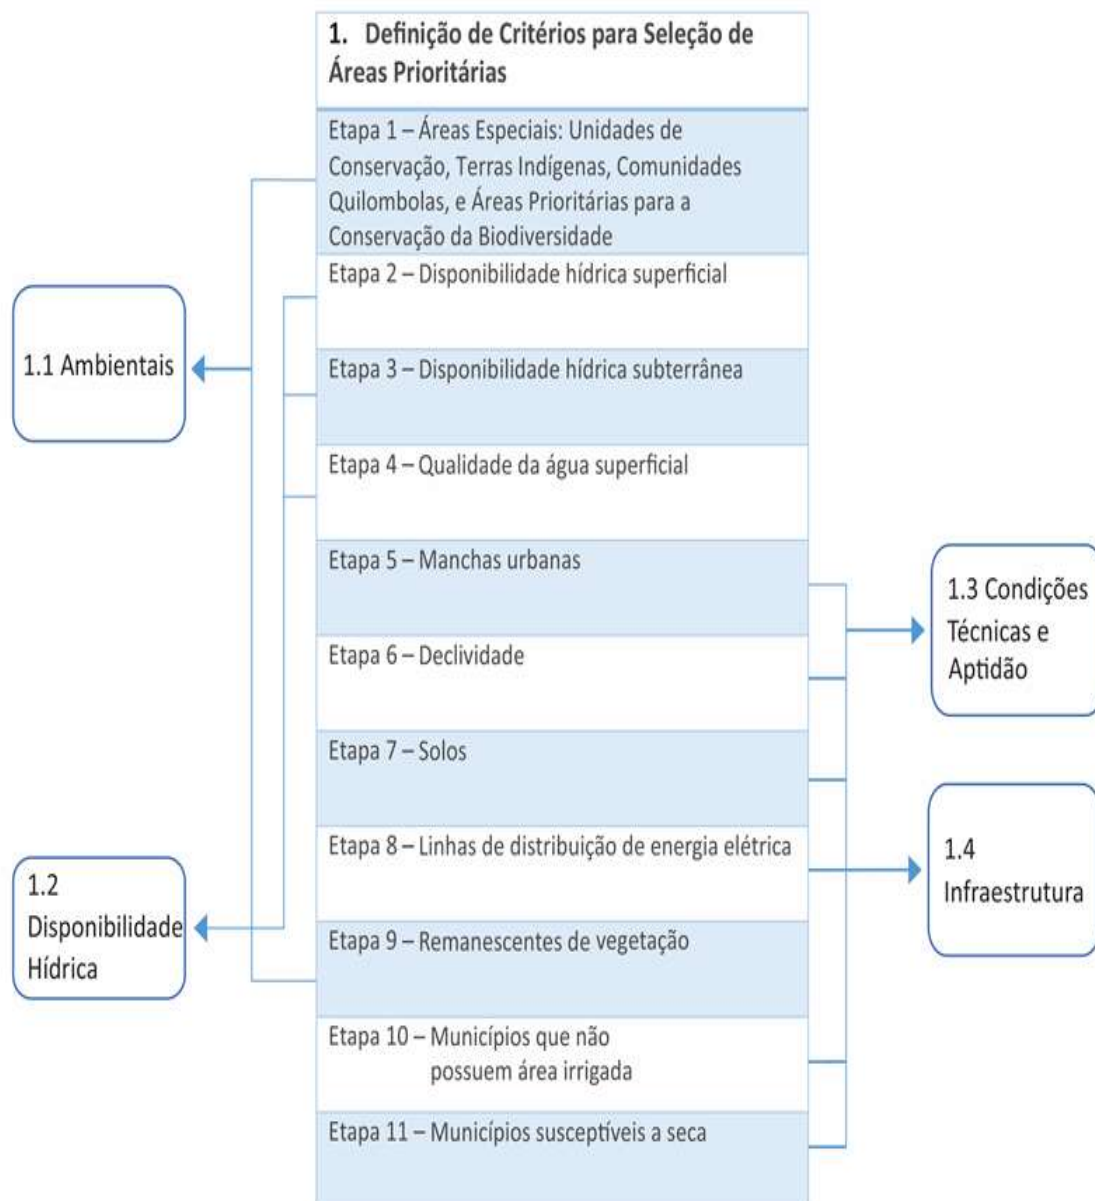 1. Definição de Critérios para Seleção de
Áreas Prioritárias
Etapa 1 – Áreas Especiais: Unidades de
Conservação, Terras Indígenas, Comunidades
Quilombolas, e Áreas Prioritárias para a
Conservação da Biodiversidade
Etapa 2 – Disponibilidade hídrica superficial
1.1 Ambientais
Etapa 3 – Disponibilidade hídrica subterrânea
Etapa 4 – Qualidade da água superficial
Etapa 5 – Manchas urbanas
1.3 Condições
Técnicas e
Aptidão
Etapa 6 – Declividade
Etapa 7 – Solos
Etapa 8 – Linhas de distribuição de energia elétrica
1.4
Infraestrutura
1.2
Disponibilidade
Hídrica
Etapa 9 – Remanescentes de vegetação
Etapa 10 – Municípios que não
possuem área irrigada
Etapa 11 – Municípios susceptíveis a seca